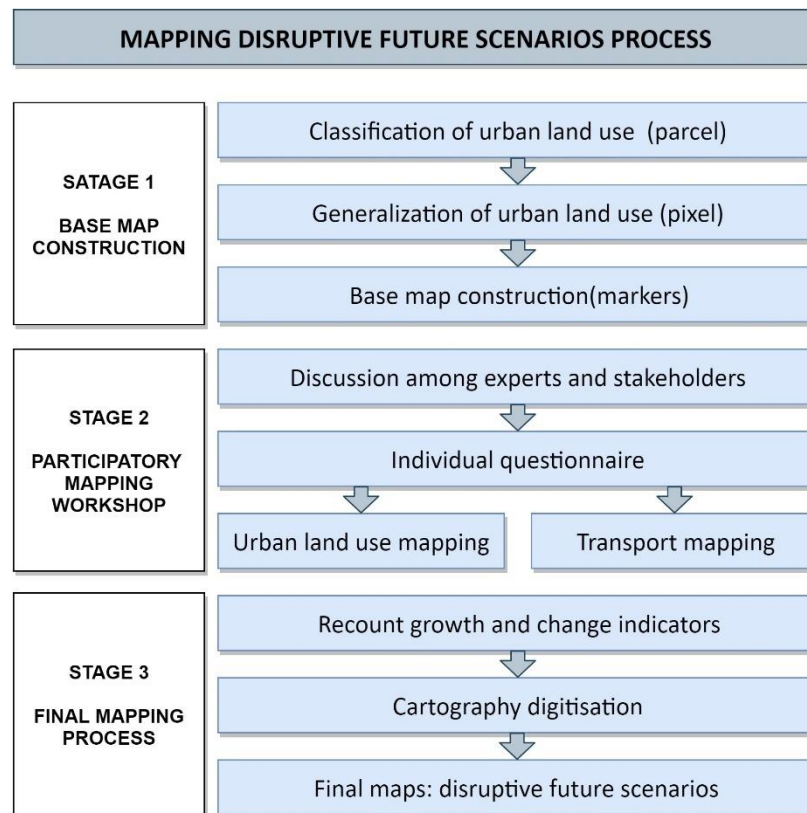 MAPPING DISRUPTIVE FUTURE SCENARIOS PROCESS
SATAGE 1
BASE MAP
CONSTRUCTION
Classification of urban land use (parcel)
Generalization of urban land use (pixel)
Base map construction(markers)
STAGE 2
PARTICIPATORY
MAPPING
WORKSHOP
Discussion among experts and stakeholders
Individual questionnaire
Urban land use mapping
Transport mapping
STAGE 3
FINAL MAPPING
PROCESS
Recount growth and change indicators
Cartography digitisation
Final maps: disruptive future scenarios